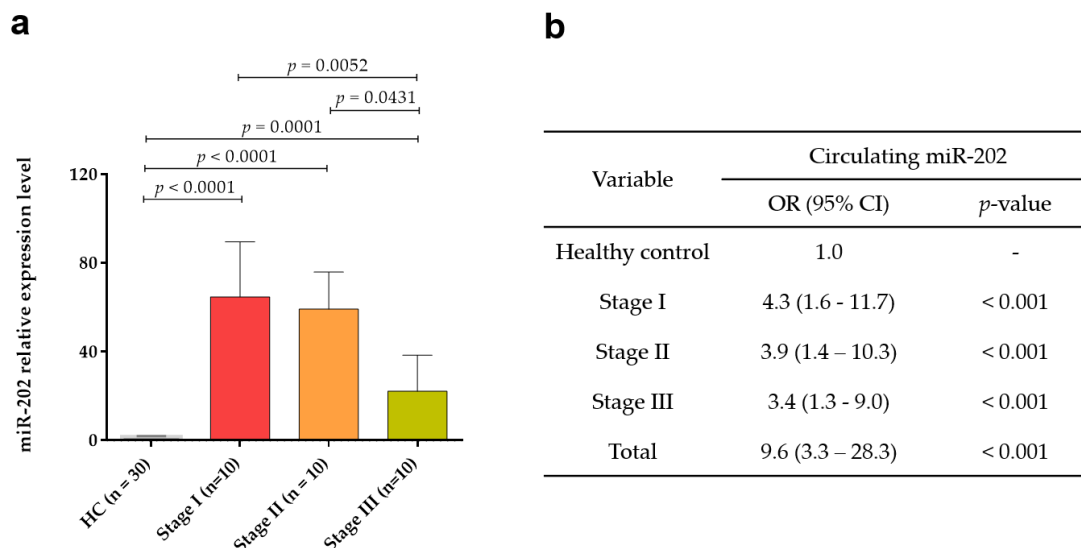 a
p = 0.0052
p = 0.0431
p = 0.0001
p < 0.0001
p < 0.0001
miR-202 relative expression level
120
80
40
0
HC (n = 30)
Stage I (n=10)
Stage II (n = 10)
Stage III (n=10)
b
Variable
Circulating miR-202
OR (95% CI) p-value
Healthy control 1.0 -
Stage I 4.3 (1.6 - 11.7) < 0.001
Stage II 3.9 (1.4 – 10.3) < 0.001
Stage III 3.4 (1.3 - 9.0) < 0.001
Total 9.6 (3.3 – 28.3) < 0.001